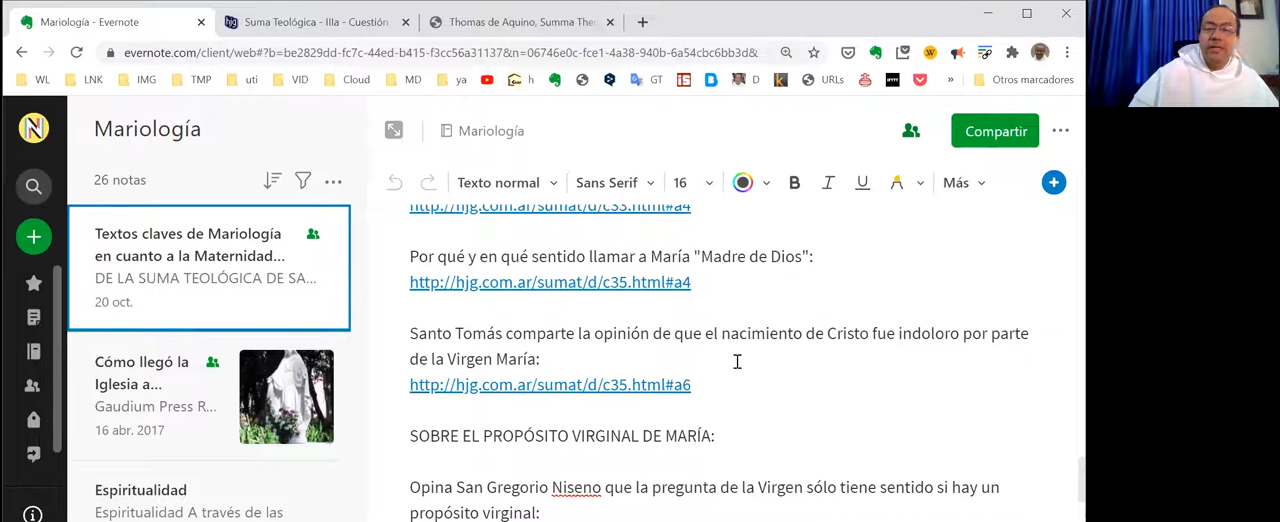 Mariología - Evernote
Suma Teológica - IIIa - Cuestión
Thomas de Aquino, Summa Theo
evernote.com/client/web#?b=be2829dd-fc7c-44ed-b415-f3cc56a31137&n=06746e0c-fce1-4a38-940b-6a54cbc6bb3d&
WL
LNK
IMG
TMP
uti
VID
Cloud
MD
ya
h
GT
D
URLs
»
Otros marcadores
Mariología
Mariología
Compartir
26 notas
Texto normal
Sans Serif
16
B
I
U
A
Más
Textos claves de Mariología
en cuanto a la Maternidad...
DE LA SUMA TEOLÓGICA DE SA...
20 oct.
Cómo llegó la
Iglesia a...
Gaudium Press R...
16 abr. 2017
Espiritualidad
Espiritualidad A través de las
http://hjg.com.ar/sumat/d/c33.html#a4
Por qué y en qué sentido llamar a María "Madre de Dios":
http://hjg.com.ar/sumat/d/c35.html#a4
Santo Tomás comparte la opinión de que el nacimiento de Cristo fue indoloro por parte
de la Virgen María:
http://hjg.com.ar/sumat/d/c35.html#a6
SOBRE EL PROPÓSITO VIRGINAL DE MARÍA:
Opina San Gregorio Niseno que la pregunta de la Virgen sólo tiene sentido si hay un
propósito virginal: